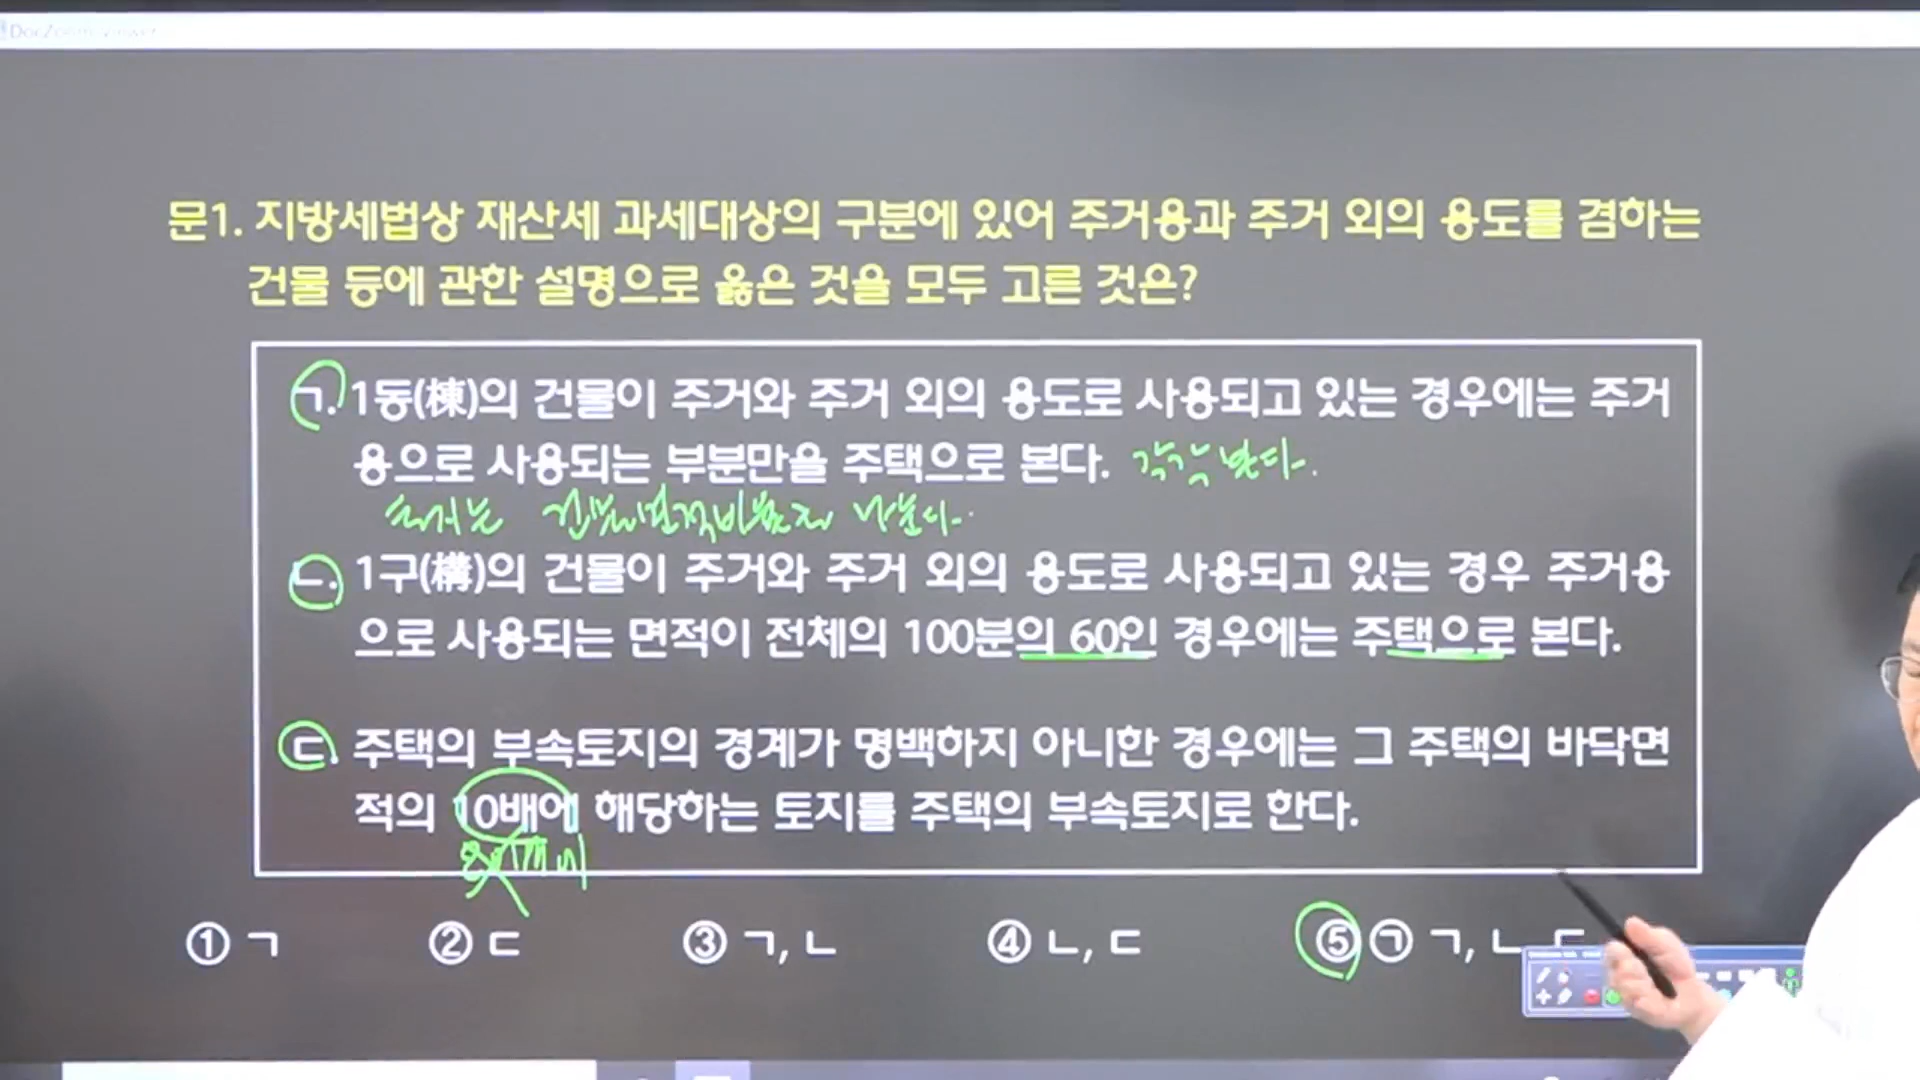 문1. 지방세법상 재산세 과세대상의 구분에 있어 주거용과 주거 외의 용도를 겸하는
건물 등에 관한 설명으로 옳은 것을 모두 고른 것은?
ㄱ. 1동(棟)의 건물이 주거와 주거 외의 용도로 사용되고 있는 경우에는 주거
용으로 사용되는 부분만을 주택으로 본다. 각각 본다.
ㄴ. 1구(構)의 건물이 주거와 주거 외의 용도로 사용되고 있는 경우 주거용
으로 사용되는 면적이 전체의 100분의 60인 경우에는 주택으로 본다.
ㄷ. 주택의 부속토지의 경계가 명백하지 아니한 경우에는 그 주택의 바닥면
적의 10배에 해당하는 토지를 주택의 부속토지로 한다.
① ㄱ ② ㄷ ③ ㄱ, ㄴ ④ ㄴ, ㄷ ⑤ ㉠ ㄱ, ㄴ ㄷ